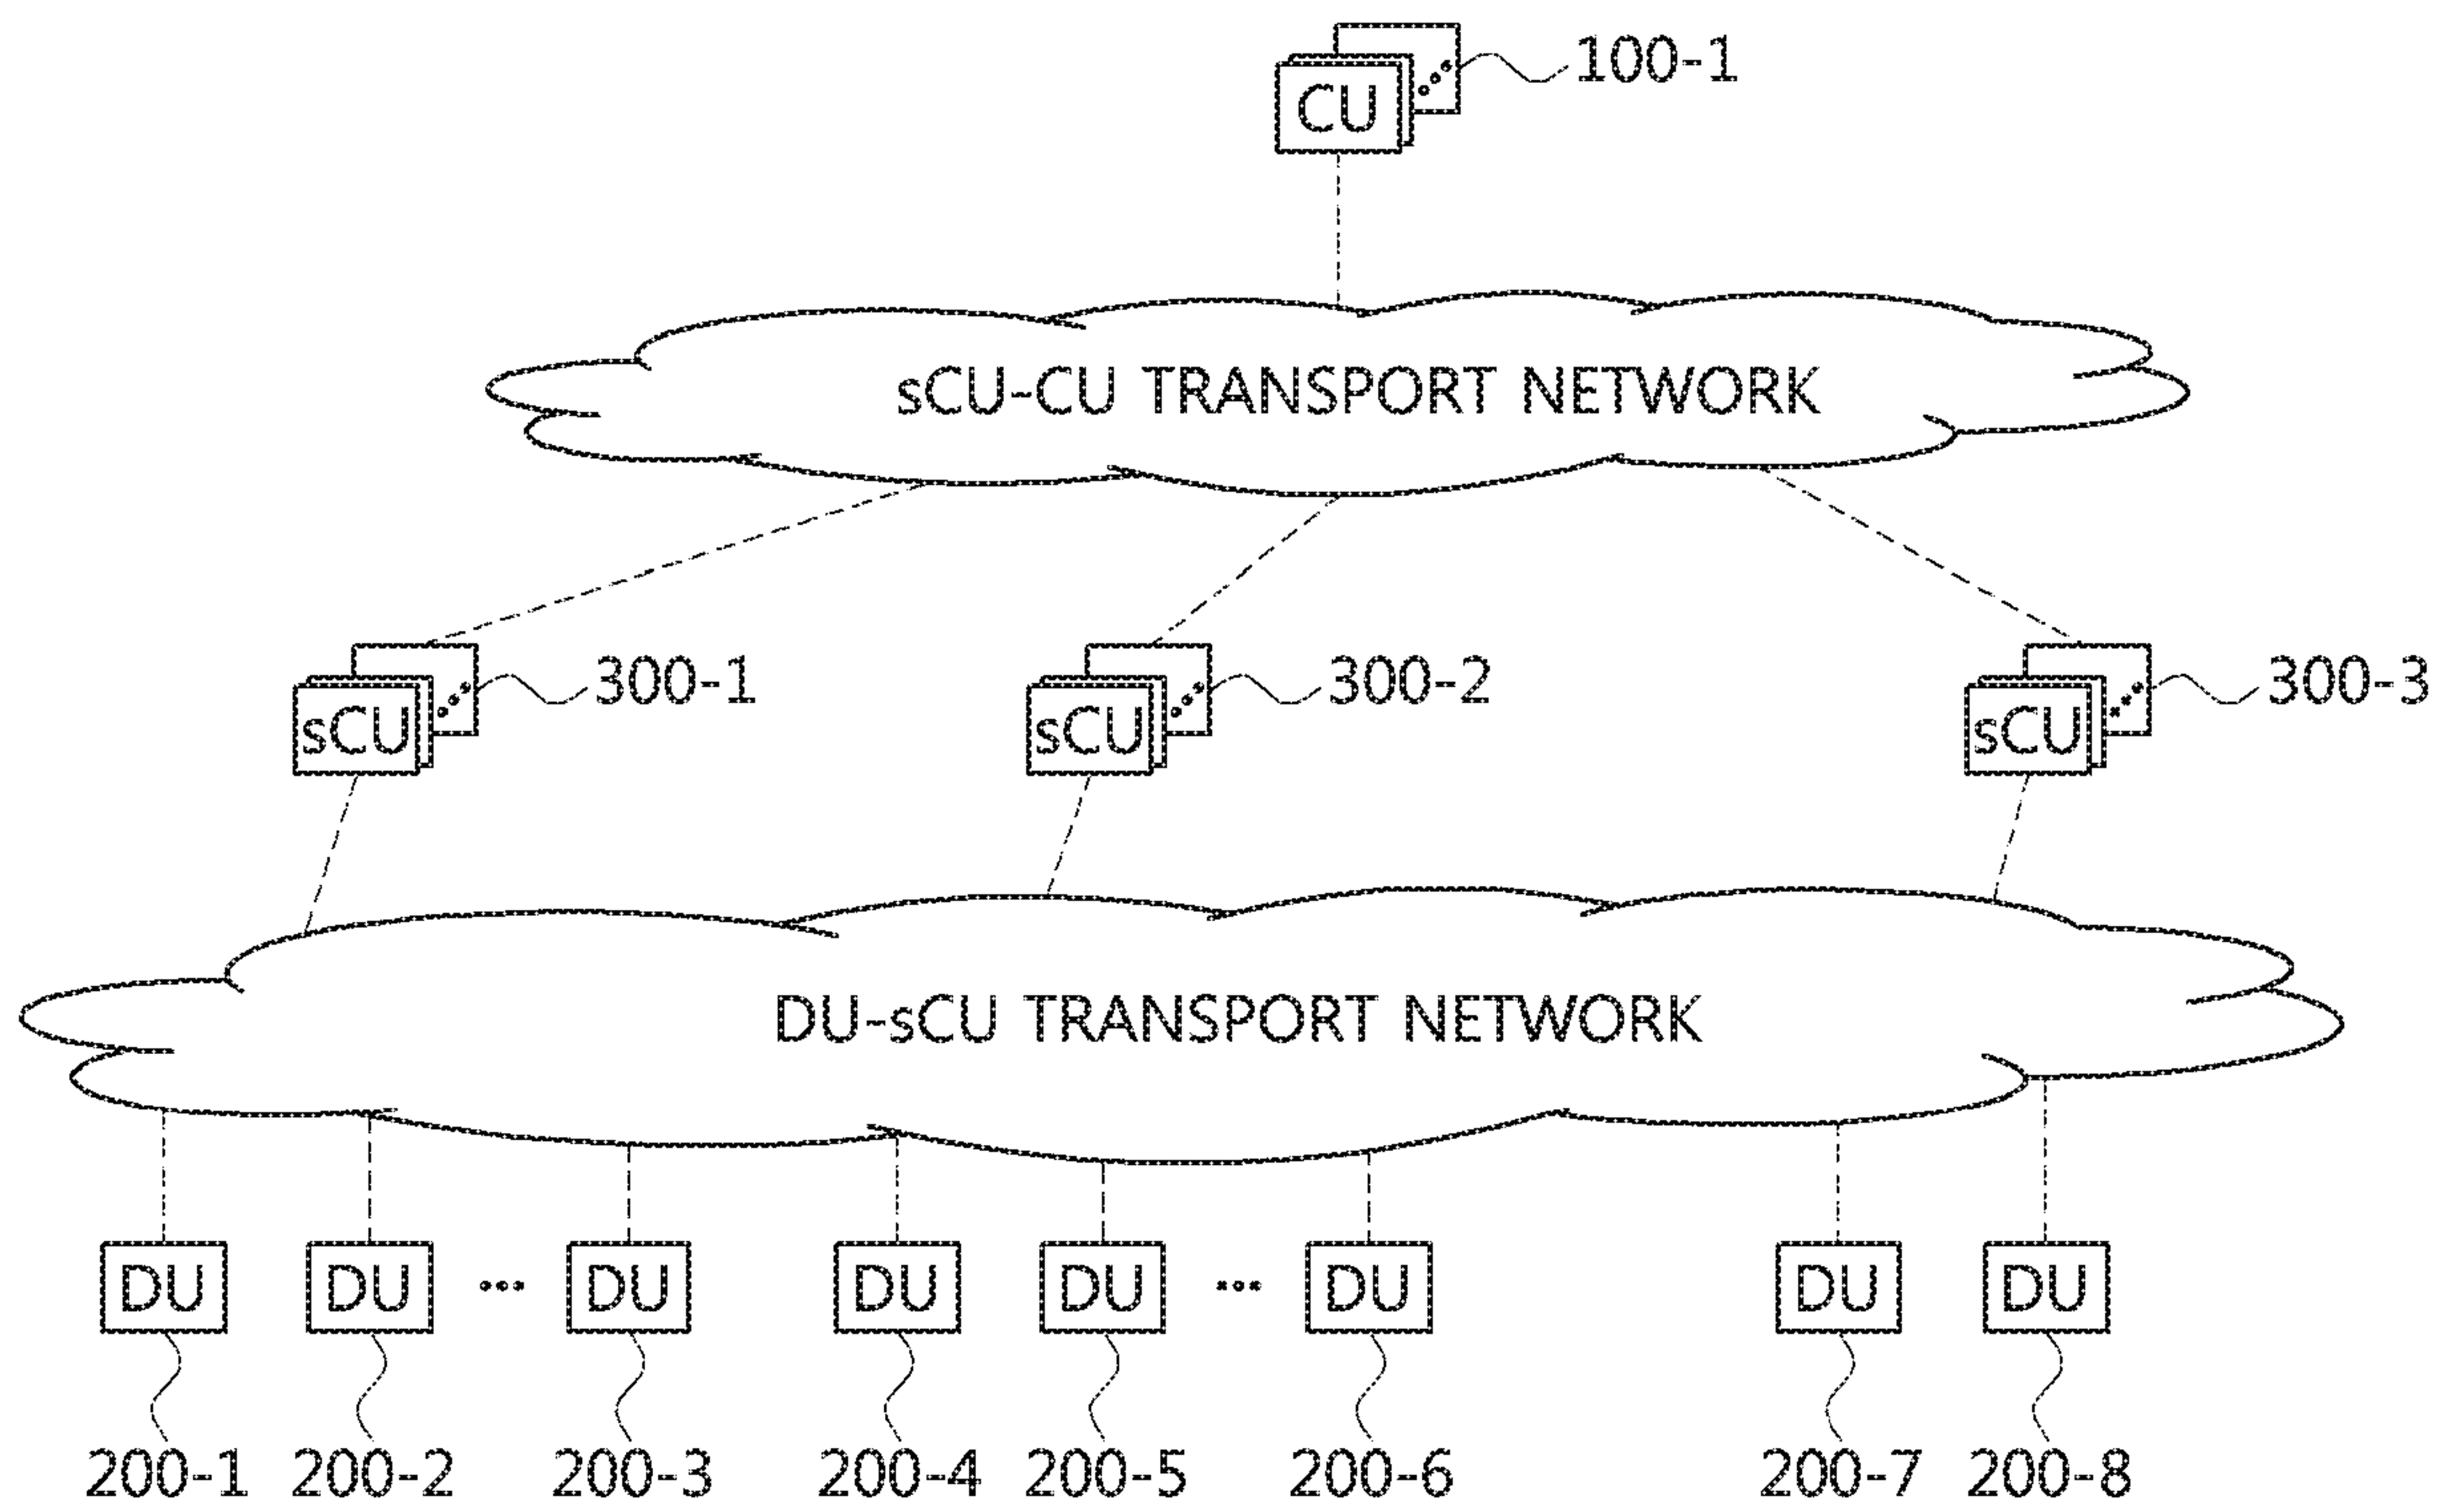 CU 100-1
sCU-CU TRANSPORT NETWORK
sCU 300-1 sCU 300-2 sCU 300-3
DU-sCU TRANSPORT NETWORK
DU DU ••• DU DU DU ••• DU DU DU
200-1 200-2 200-3 200-4 200-5 200-6 200-7 200-8